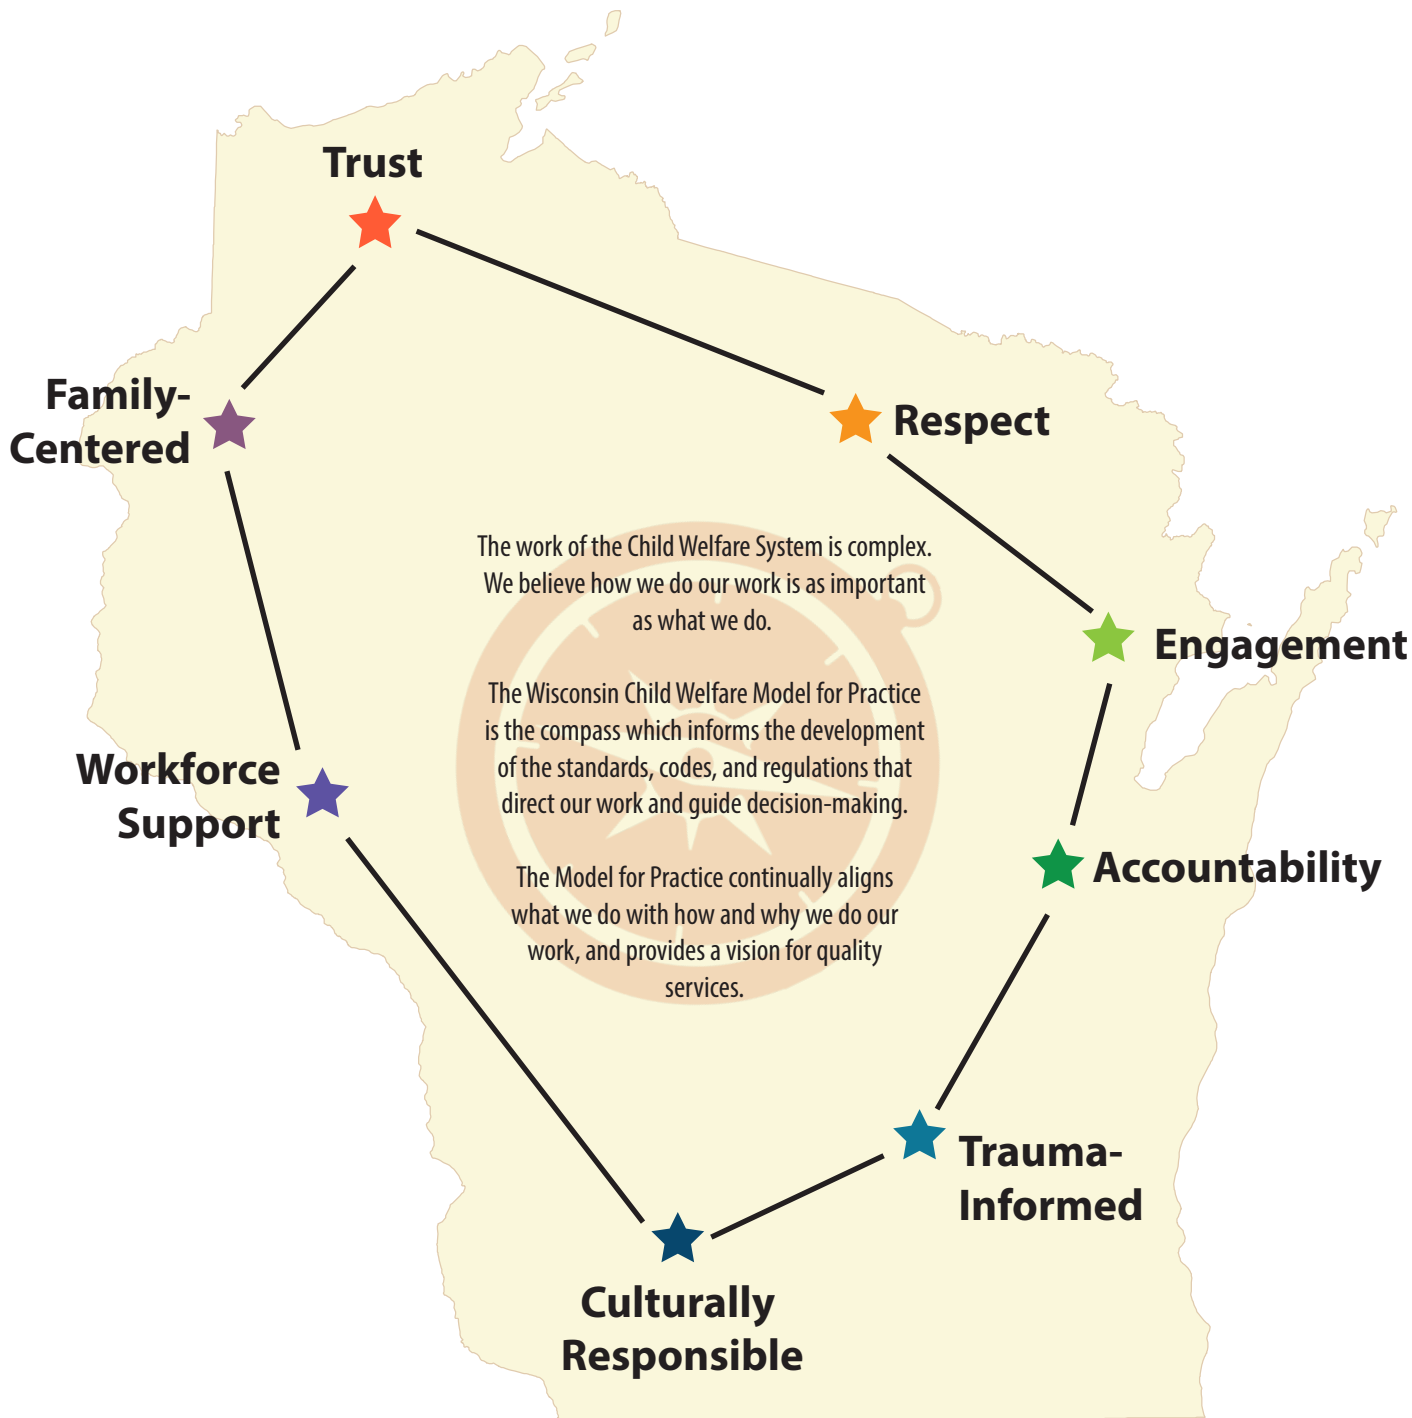 Trust
Respect
Engagement
Accountability
Trauma-
Informed
Culturally
Responsible
Workforce
Support
Family-
Centered
The work of the Child Welfare System is complex.
We believe how we do our work is as important
as what we do.
The Wisconsin Child Welfare Model for Practice
is the compass which informs the development
of the standards, codes, and regulations that
direct our work and guide decision-making.
The Model for Practice continually aligns
what we do with how and why we do our
work, and provides a vision for quality
services.